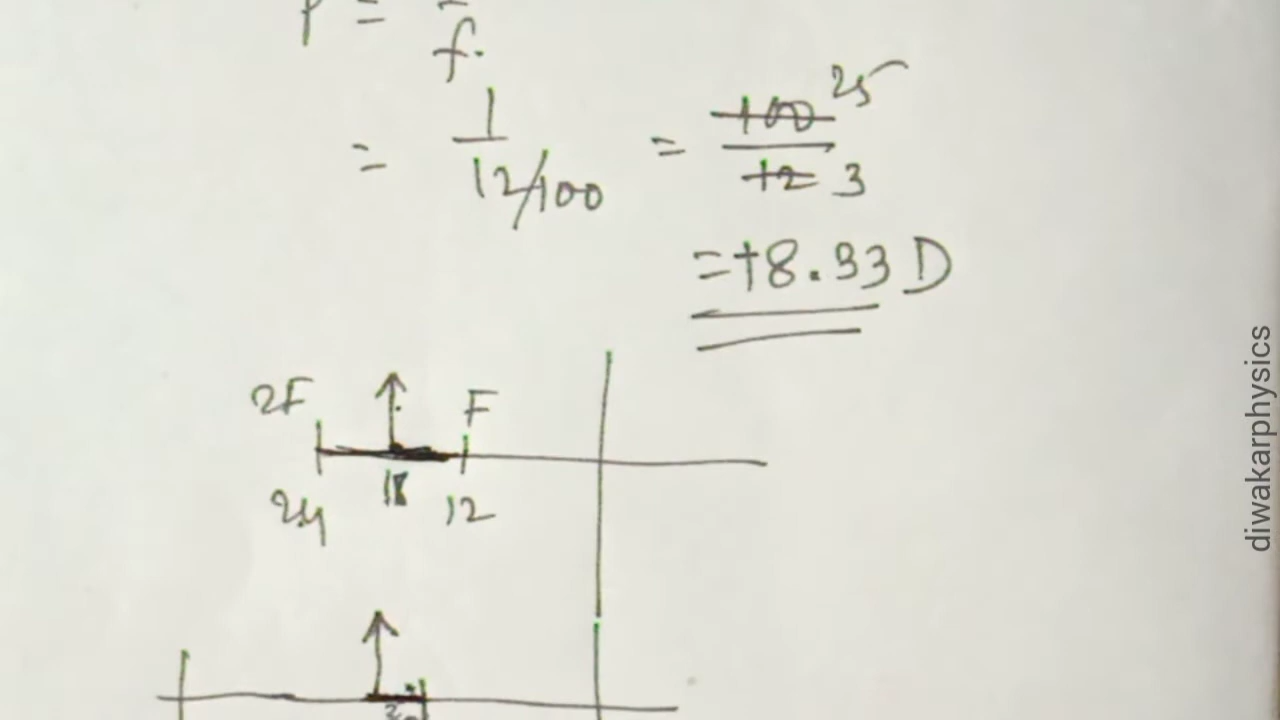 P =
f.
= 1 / 12/100 = 100 25 / 12 3
= +8.33 D
2F F
24 18 12
diwakarphysics